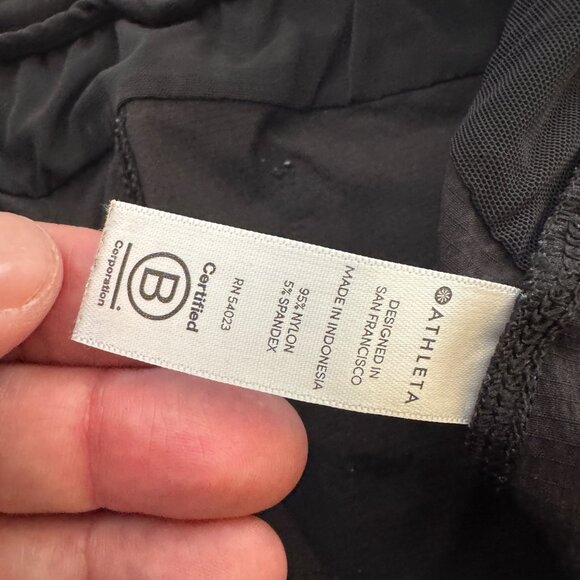 ATHLETA
DESIGNED IN
SAN FRANCISCO
MADE IN INDONESIA
95% NYLON
5% SPANDEX
RN 54023
Certified
B
Corporation